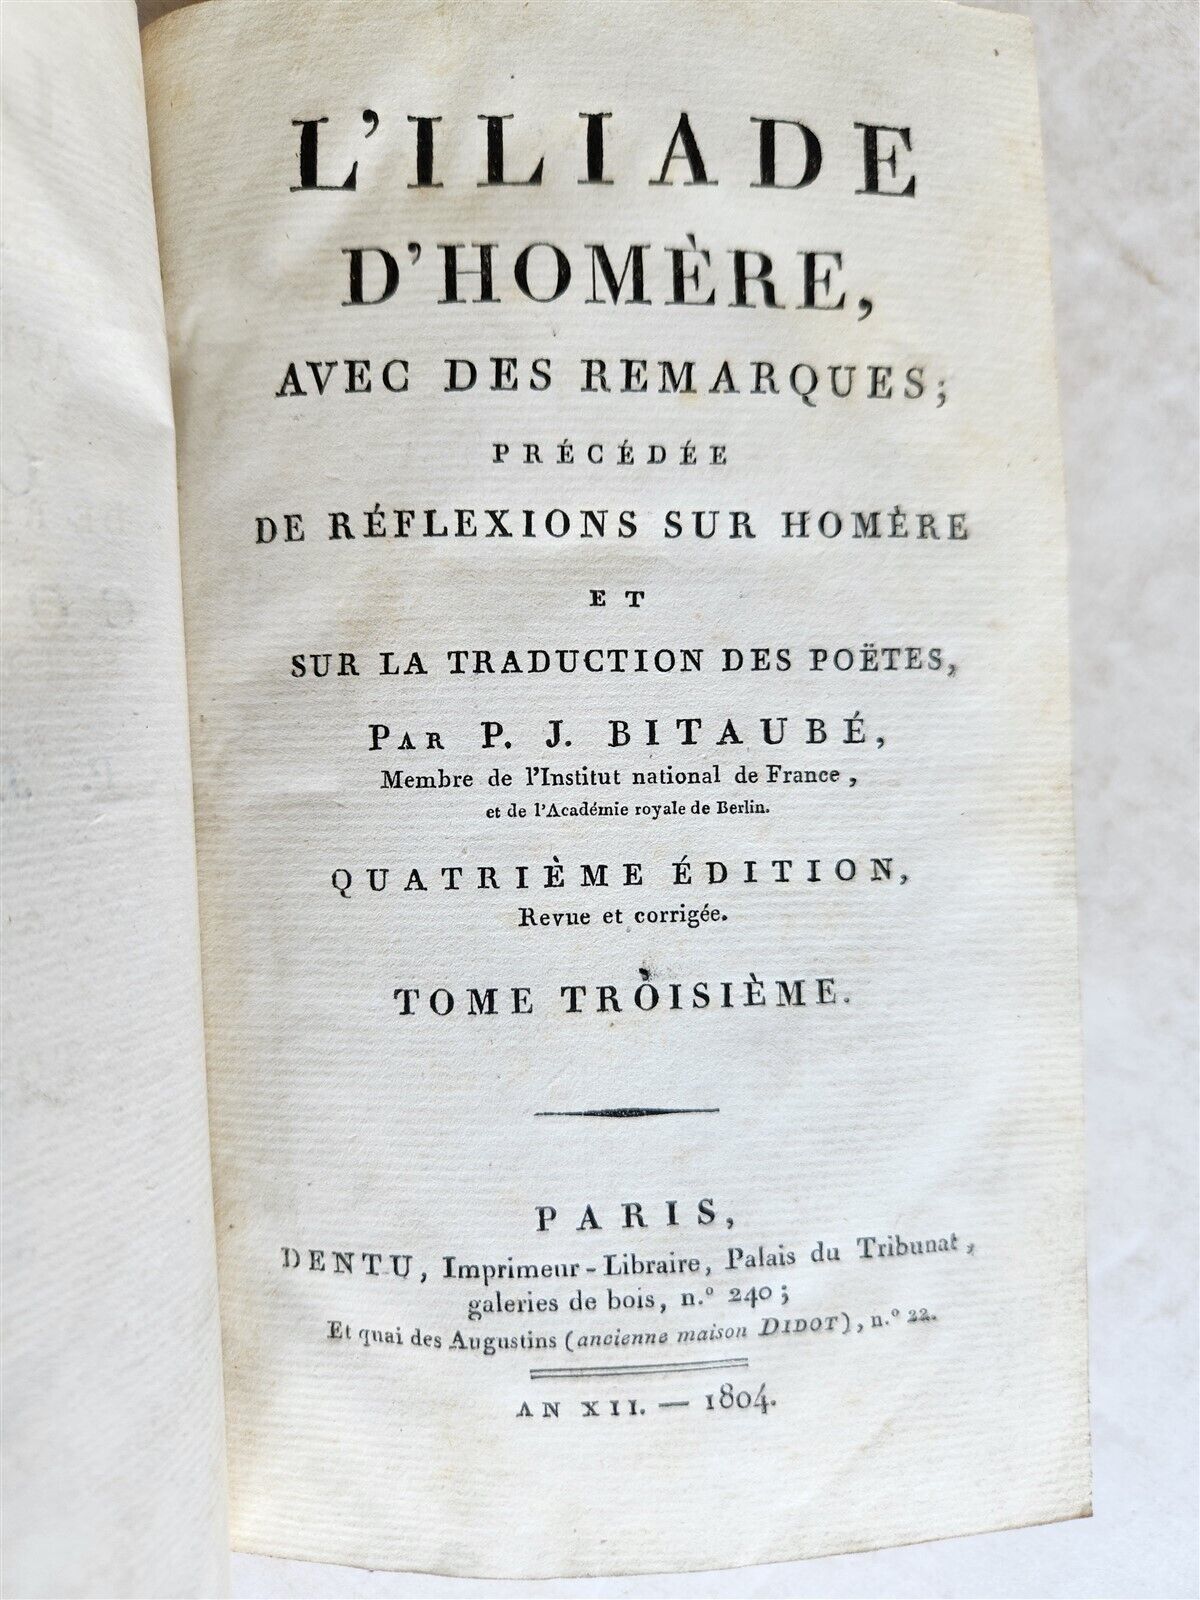 L'ILIADE
D'HOMÈRE,
AVEC DES REMARQUES;
PRÉCÉDÉE
DE RÉFLEXIONS SUR HOMÈRE
ET
SUR LA TRADUCTION DES POËTES,
PAR P. J. BITAUBÉ,
Membre de l'Institut national de France,
et de l'Académie royale de Berlin.
QUATRIÈME ÉDITION,
Revue et corrigée.
TOME TROISIÈME.
PARIS,
DENTU, Imprimeur-Libraire, Palais du Tribunat,
galeries de bois, n.º 240;
Et quai des Augustins (ancienne maison DIDOT), n.º 22.
AN XII. — 1804.